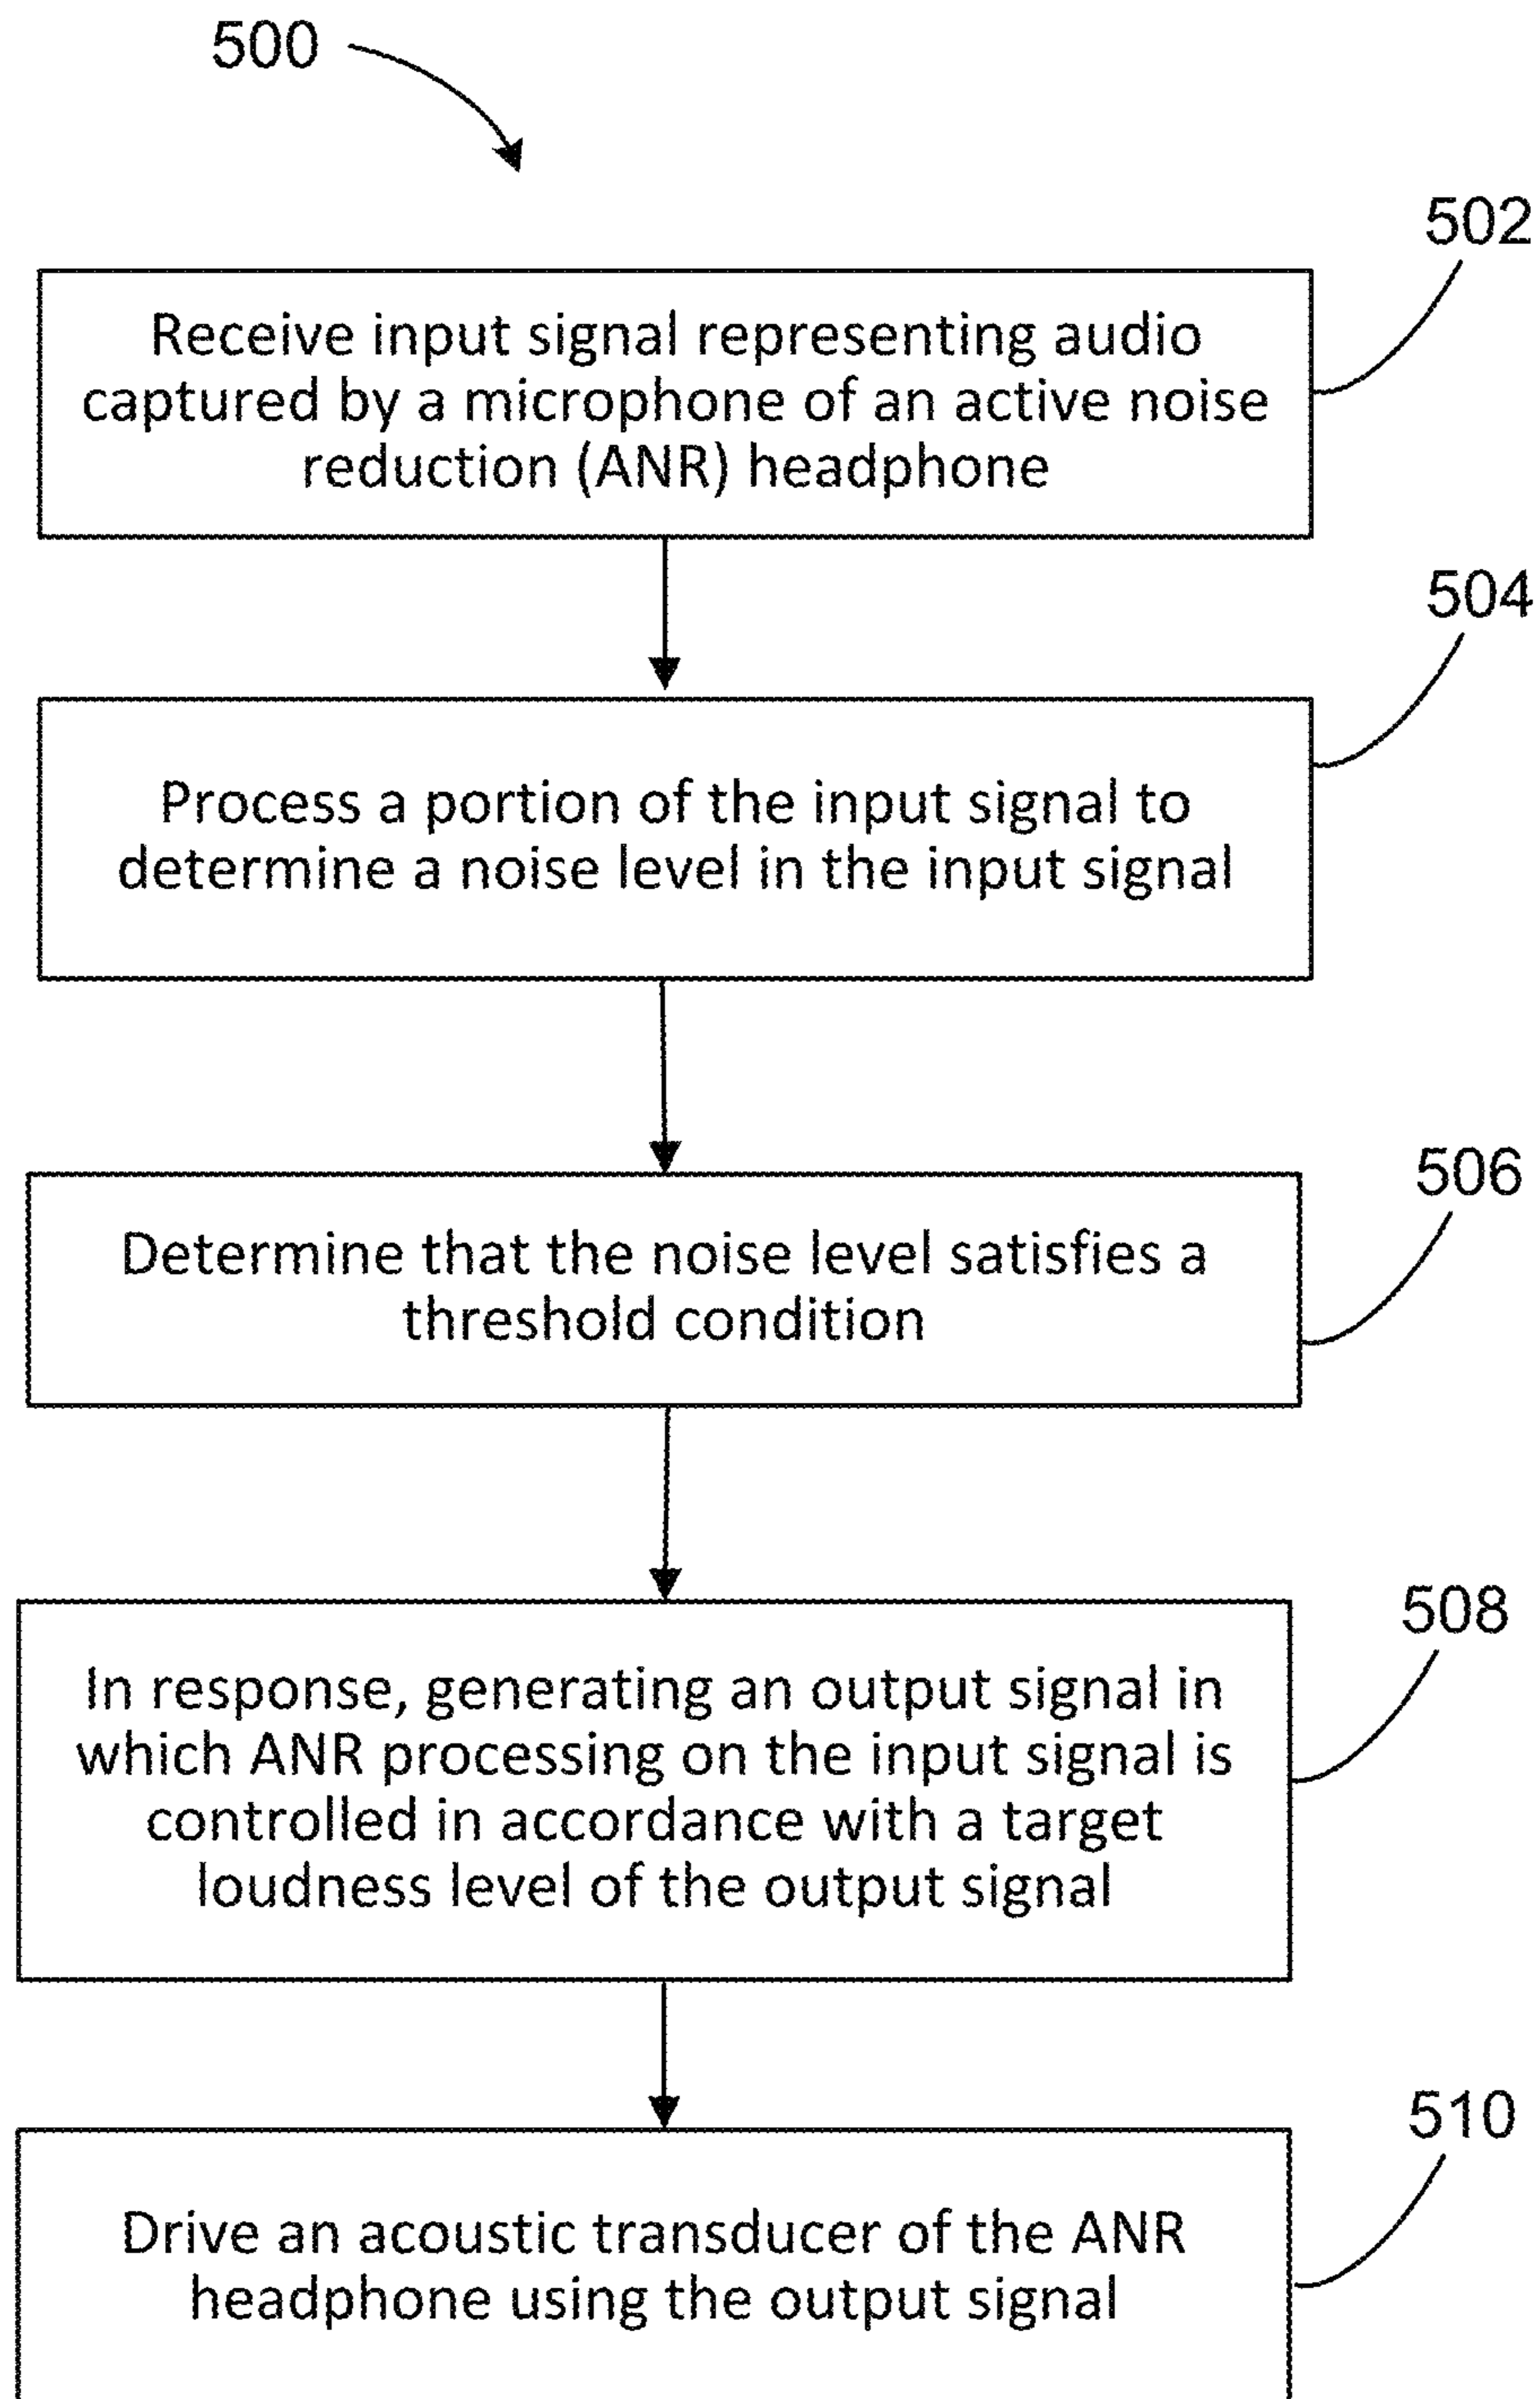 500
502
Receive input signal representing audio
captured by a microphone of an active noise
reduction (ANR) headphone
504
Process a portion of the input signal to
determine a noise level in the input signal
506
Determine that the noise level satisfies a
threshold condition
508
In response, generating an output signal in
which ANR processing on the input signal is
controlled in accordance with a target
loudness level of the output signal
510
Drive an acoustic transducer of the ANR
headphone using the output signal